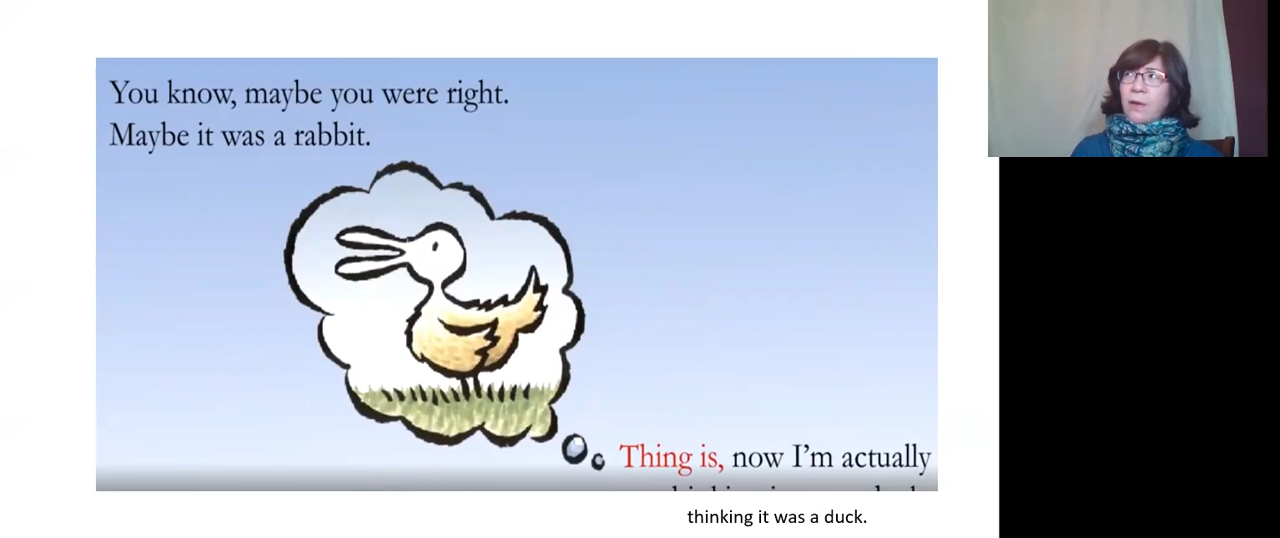 You know, maybe you were right.
Maybe it was a rabbit.
Thing is, now I'm actually
thinking it was a duck.